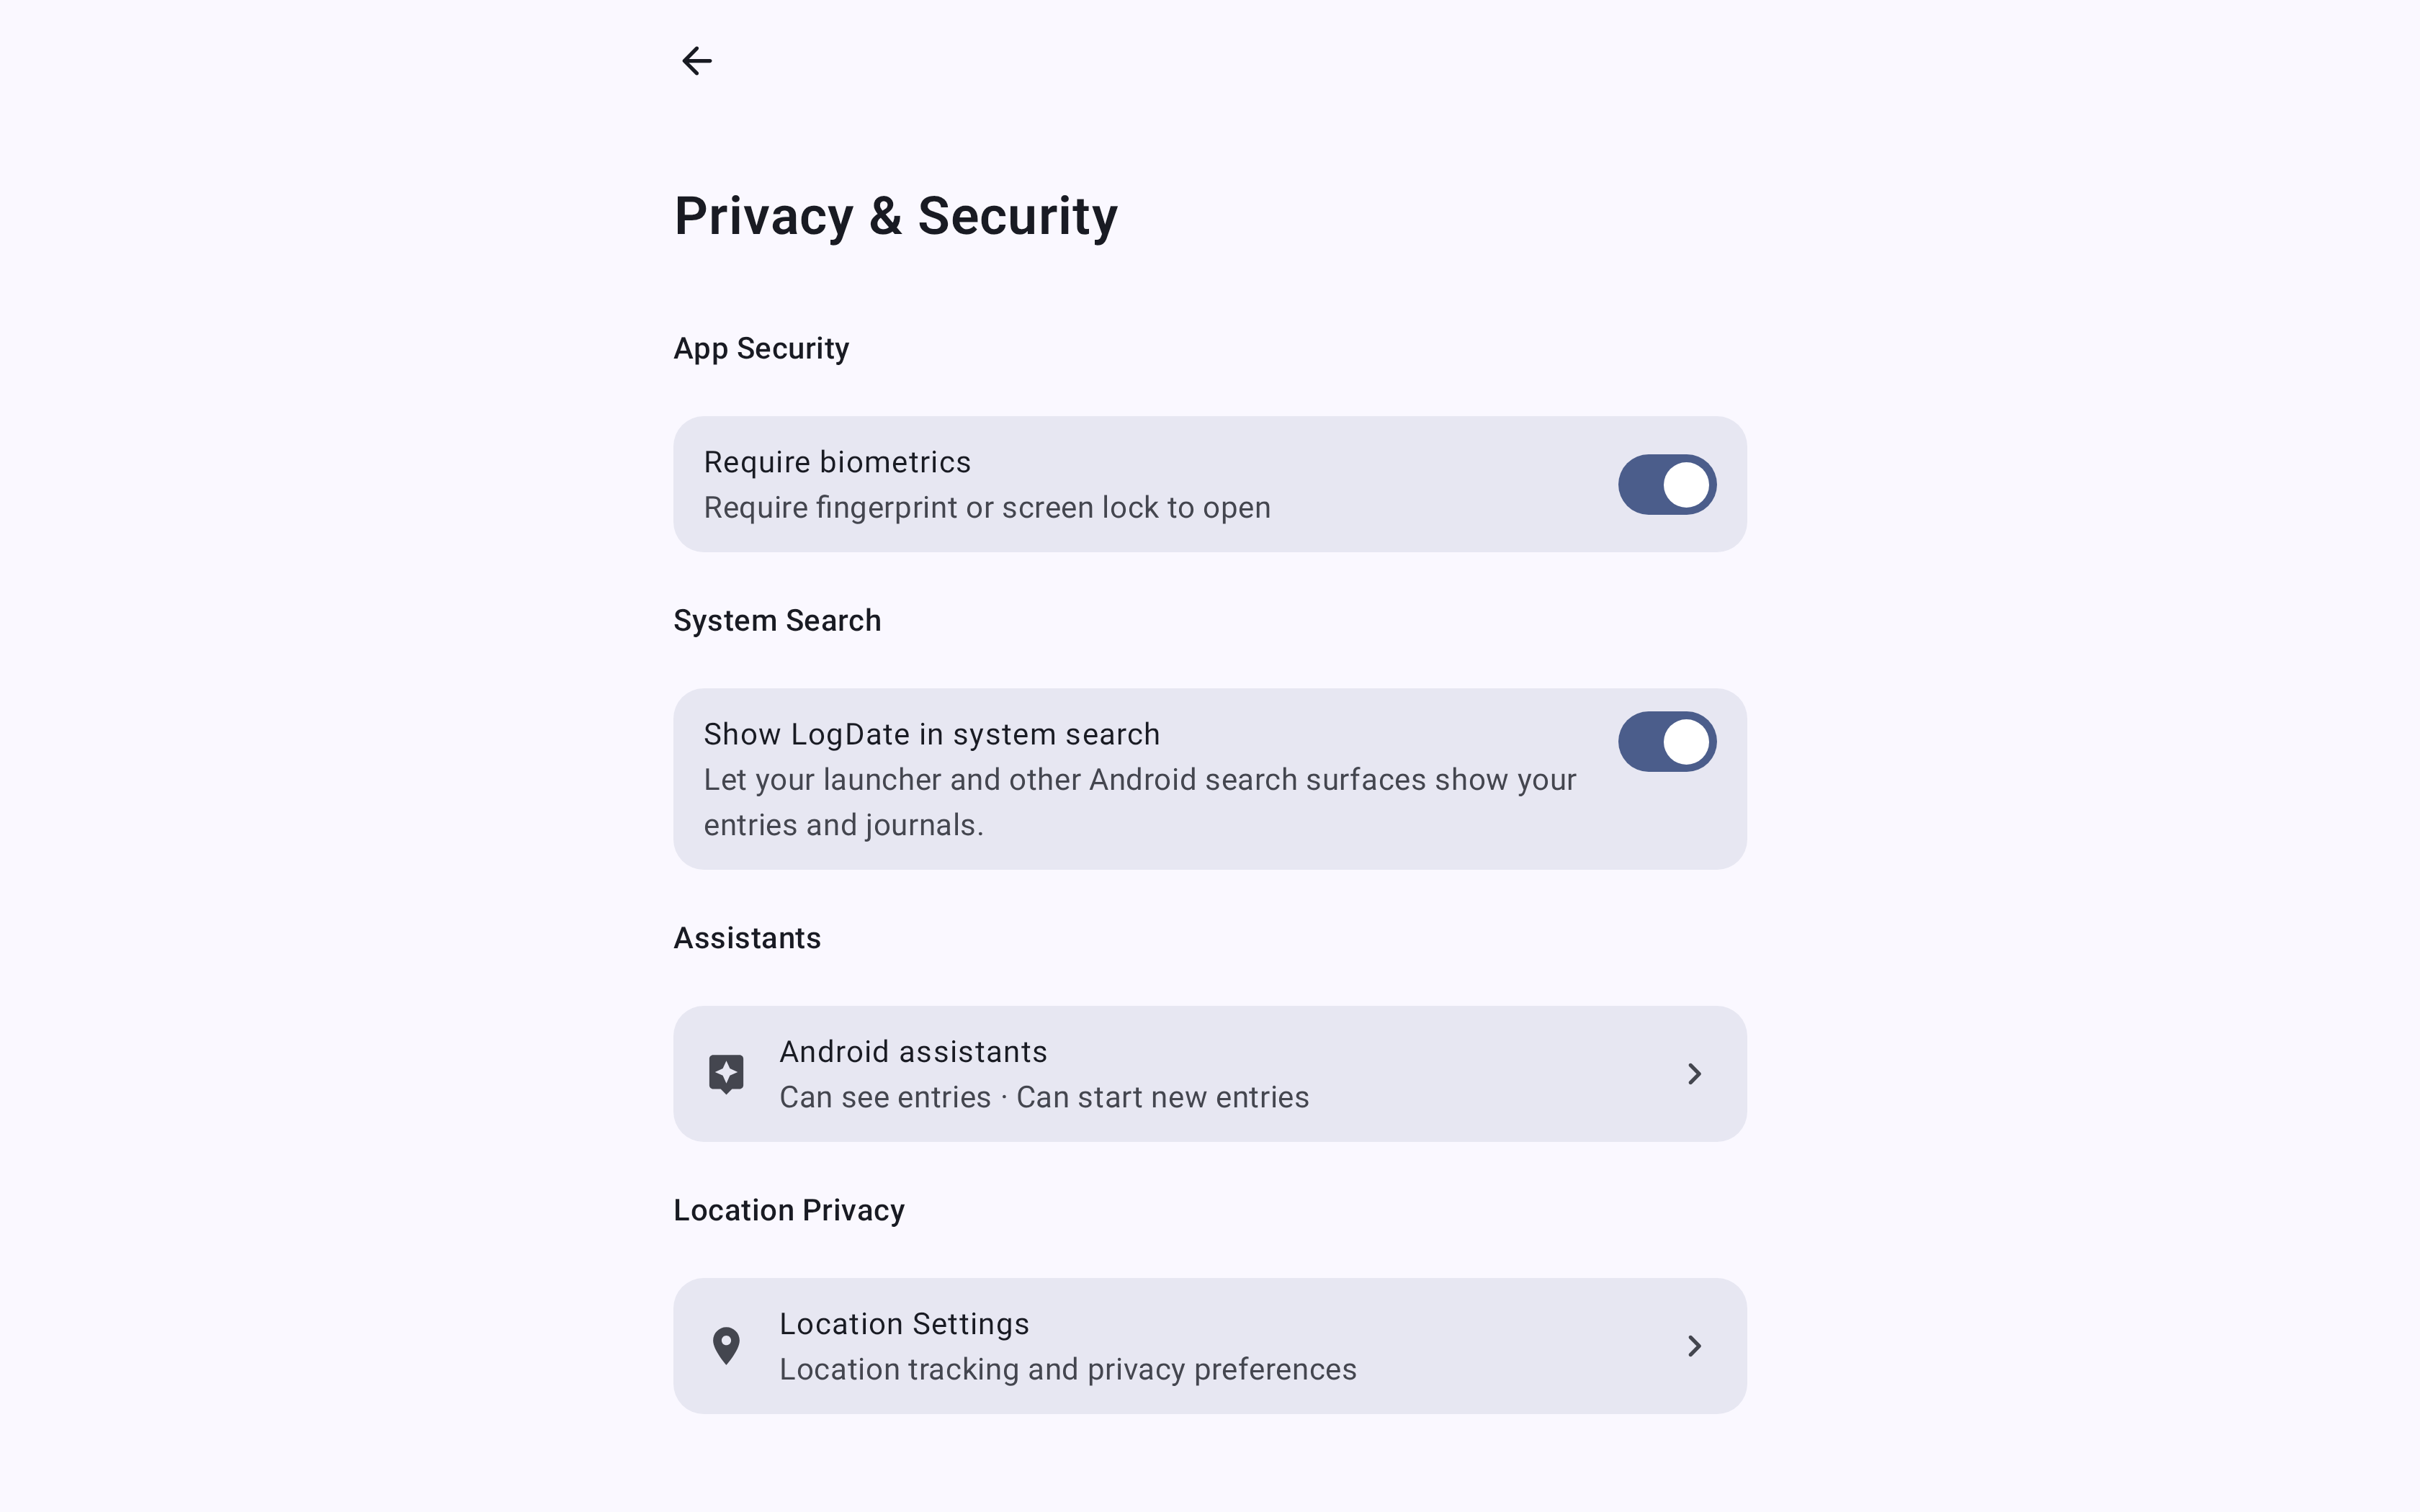 Privacy & Security
App Security
Require biometrics
Require fingerprint or screen lock to open
System Search
Show LogDate in system search
Let your launcher and other Android search surfaces show your
entries and journals.
Assistants
Android assistants
Can see entries · Can start new entries
Location Privacy
Location Settings
Location tracking and privacy preferences